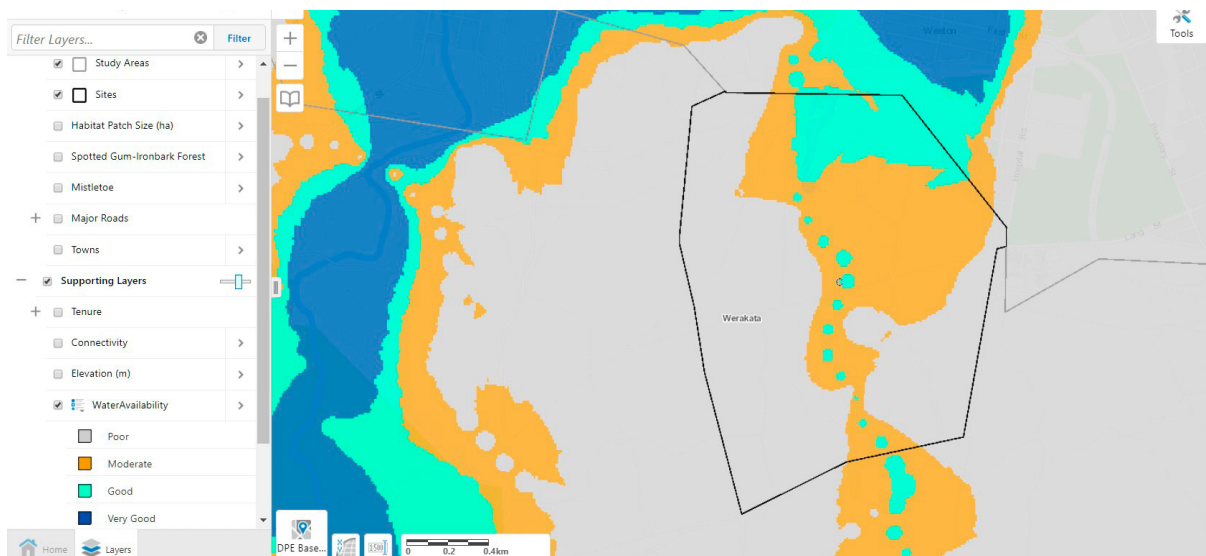 Filter Layers...
Filter
Study Areas
Sites
Habitat Patch Size (ha)
Spotted Gum-Ironbark Forest
Mistletoe
Major Roads
Towns
Supporting Layers
Tenure
Connectivity
Elevation (m)
WaterAvailability
Poor
Moderate
Good
Very Good
Home
Layers
DPE Base...
0 0.2 0.4km
Werakata
Weston
Tools